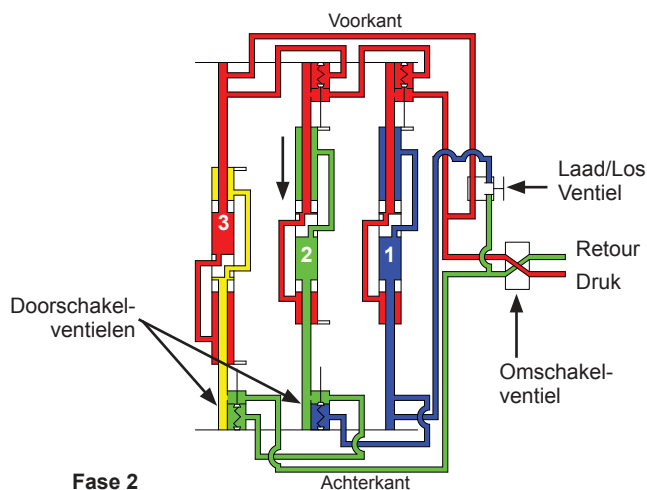 Voorkant
Laad/Los
Ventiel
3
2
1
Retour
Druk
Doorschakel-
ventielen
Omschakel-
ventiel
Fase 2
Achterkant